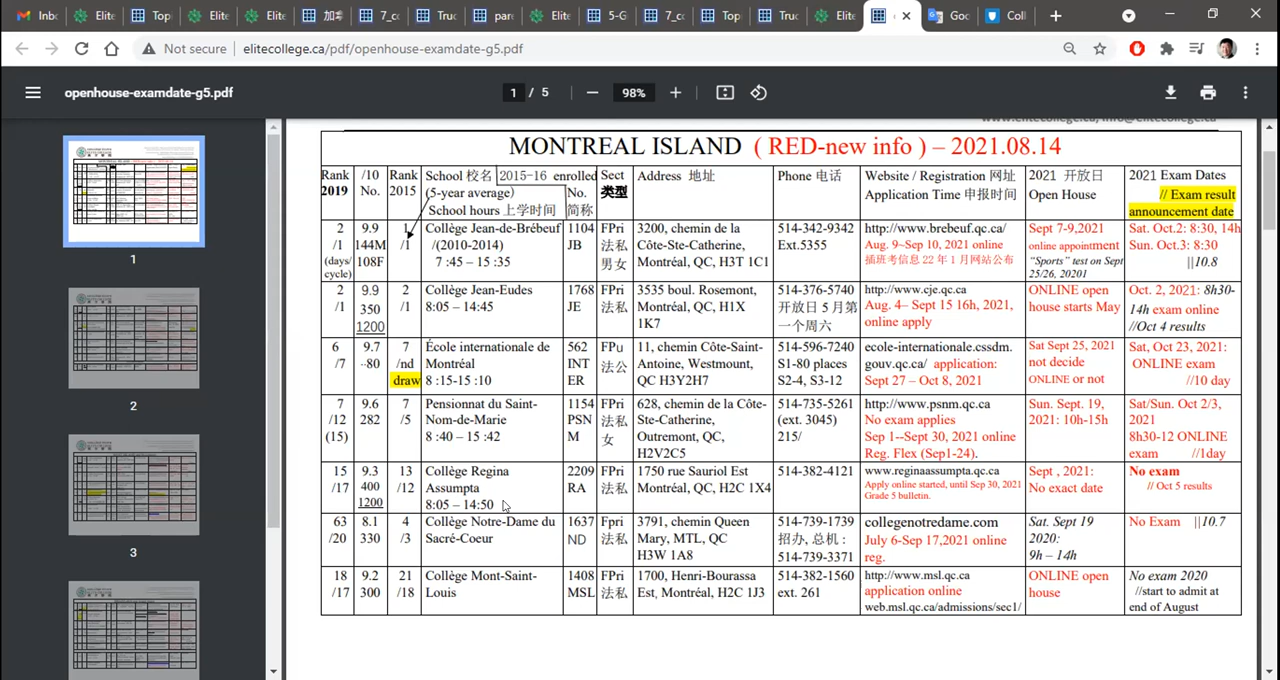 Inbo
Elite
Top
Elite
Elite
加拿
7_co
Truc
pare
Elite
5-G
7_cc
Top
Truc
Elite
Goo
Coll
Not secure
elitecollege.ca/pdf/openhouse-examdate-g5.pdf
openhouse-examdate-g5.pdf
1 / 5
98%
1
2
3
MONTREAL ISLAND ( RED-new info ) – 2021.08.14
Rank 2019
/10 No.
Rank 2015
School 校名 2015-16 enrolled
(5-year average)
School hours 上学时间
No. 简称
Sect 类型
Address 地址
Phone 电话
Website / Registration 网址
Application Time 申报时间
2021 开放日
Open House
2021 Exam Dates
// Exam result
announcement date
2
/1
(days/
cycle)
9.9
144M
108F
1
/1
Collège Jean-de-Brébeuf
/(2010-2014)
7 :45 – 15 :35
1104
JB
FPri
法私
男女
3200, chemin de la
Côte-Ste-Catherine,
Montréal, QC, H3T 1C1
514-342-9342
Ext.5355
http://www.brebeuf.qc.ca/
Aug. 9~Sep 10, 2021 online
插班考信息 22 年 1 月网站公布
Sept 7-9,2021
online appointment
“Sports” test on Sept
25/26, 20201
Sat. Oct.2: 8:30, 14h
Sun. Oct.3: 8:30
||10.8
2
/1
9.9
350
1200
2
/1
Collège Jean-Eudes
8:05 – 14:45
1768
JE
FPri
法私
3535 boul. Rosemont,
Montréal, QC, H1X
1K7
514-376-5740
开放日 5 月第
一个周六
http://www.cje.qc.ca
Aug. 4– Sept 15 16h, 2021,
online apply
ONLINE open
house starts May
Oct. 2, 2021: 8h30-
14h exam online
//Oct 4 results
6
/7
9.7
~80
7
/nd
draw
École internationale de
Montréal
8 :15-15 :10
562
INT
ER
FPu
法公
11, chemin Côte-Saint-
Antoine, Westmount,
QC H3Y2H7
514-596-7240
S1-80 places
S2-4, S3-12
ecole-internationale.cssdm.
gouv.qc.ca/ application:
Sept 27 – Oct 8, 2021
Sat Sept 25, 2021
not decide
ONLINE or not
Sat, Oct 23, 2021:
ONLINE exam
//10 day
7
/12
(15)
9.6
282
7
/5
Pensionnat du Saint-
Nom-de-Marie
8 :40 – 15 :42
1154
PSN
M
FPri
法私
女
628, chemin de la Côte-
Ste-Catherine,
Outremont, QC,
H2V2C5
514-735-5261
(ext. 3045)
215/
http://www.psnm.qc.ca
No exam applies
Sep 1--Sept 30, 2021 online
Reg. Flex (Sep1-24).
Sun. Sept. 19,
2021: 10h-15h
Sat/Sun. Oct 2/3,
2021
8h30-12 ONLINE
exam //1day
15
/17
9.3
400
1200
13
/12
Collège Regina
Assumpta
8:05 – 14:50
2209
RA
FPri
法私
1750 rue Sauriol Est
Montréal, QC, H2C 1X4
514-382-4121
www.reginaassumpta.qc.ca
Apply online started, until Sep 30, 2021
Grade 5 bulletin.
Sept , 2021:
No exact date
No exam
// Oct 5 results
63
/20
8.1
330
4
/3
Collège Notre-Dame du
Sacré-Coeur
1637
ND
Fpri
法私
3791, chemin Queen
Mary, MTL, QC
H3W 1A8
514-739-1739
招办, 总机 :
514-739-3371
collegenotredame.com
July 6-Sep 17,2021 online
reg.
Sat. Sept 19
2020:
9h – 14h
No Exam ||10.7
18
/17
9.2
300
21
/18
Collège Mont-Saint-
Louis
1408
MSL
FPri
法私
1700, Henri-Bourassa
Est, Montréal, H2C 1J3
514-382-1560
ext. 261
http://www.msl.qc.ca
application online
web.msl.qc.ca/admissions/sec1/
ONLINE open
house
No exam 2020
//start to admit at
end of August